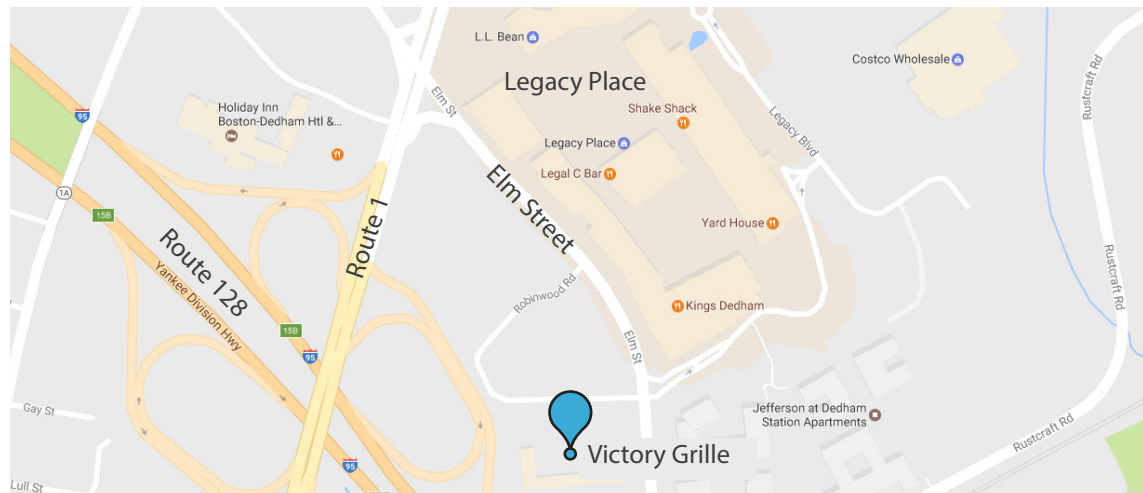 L.L. Bean
Legacy Place
Costco Wholesale
Rustcraft Rd
Elm St
95
Holiday Inn
Boston-Dedham Htl &...
Shake Shack
Legacy Blvd
Legacy Place
Legal C Bar
Elm Street
1A
15B
Route 1
Yard House
Route 128
Yankee Division Hwy
Rustcraft Rd
Robinwood Rd
Kings Dedham
15B
95
Elm St
Gay St
Jefferson at Dedham
Station Apartments
Rustcraft Rd
Victory Grille
95
Lull St